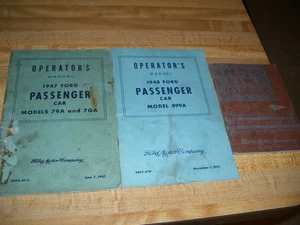 OPERATOR'S
MANUAL
1947 FORD
PASSENGER
CAR
MODELS 79A and 70A
Ford Motor Company
OPERATOR'S
MANUAL
1948 FORD
PASSENGER
CAR
MODEL 899A
Ford Motor Company